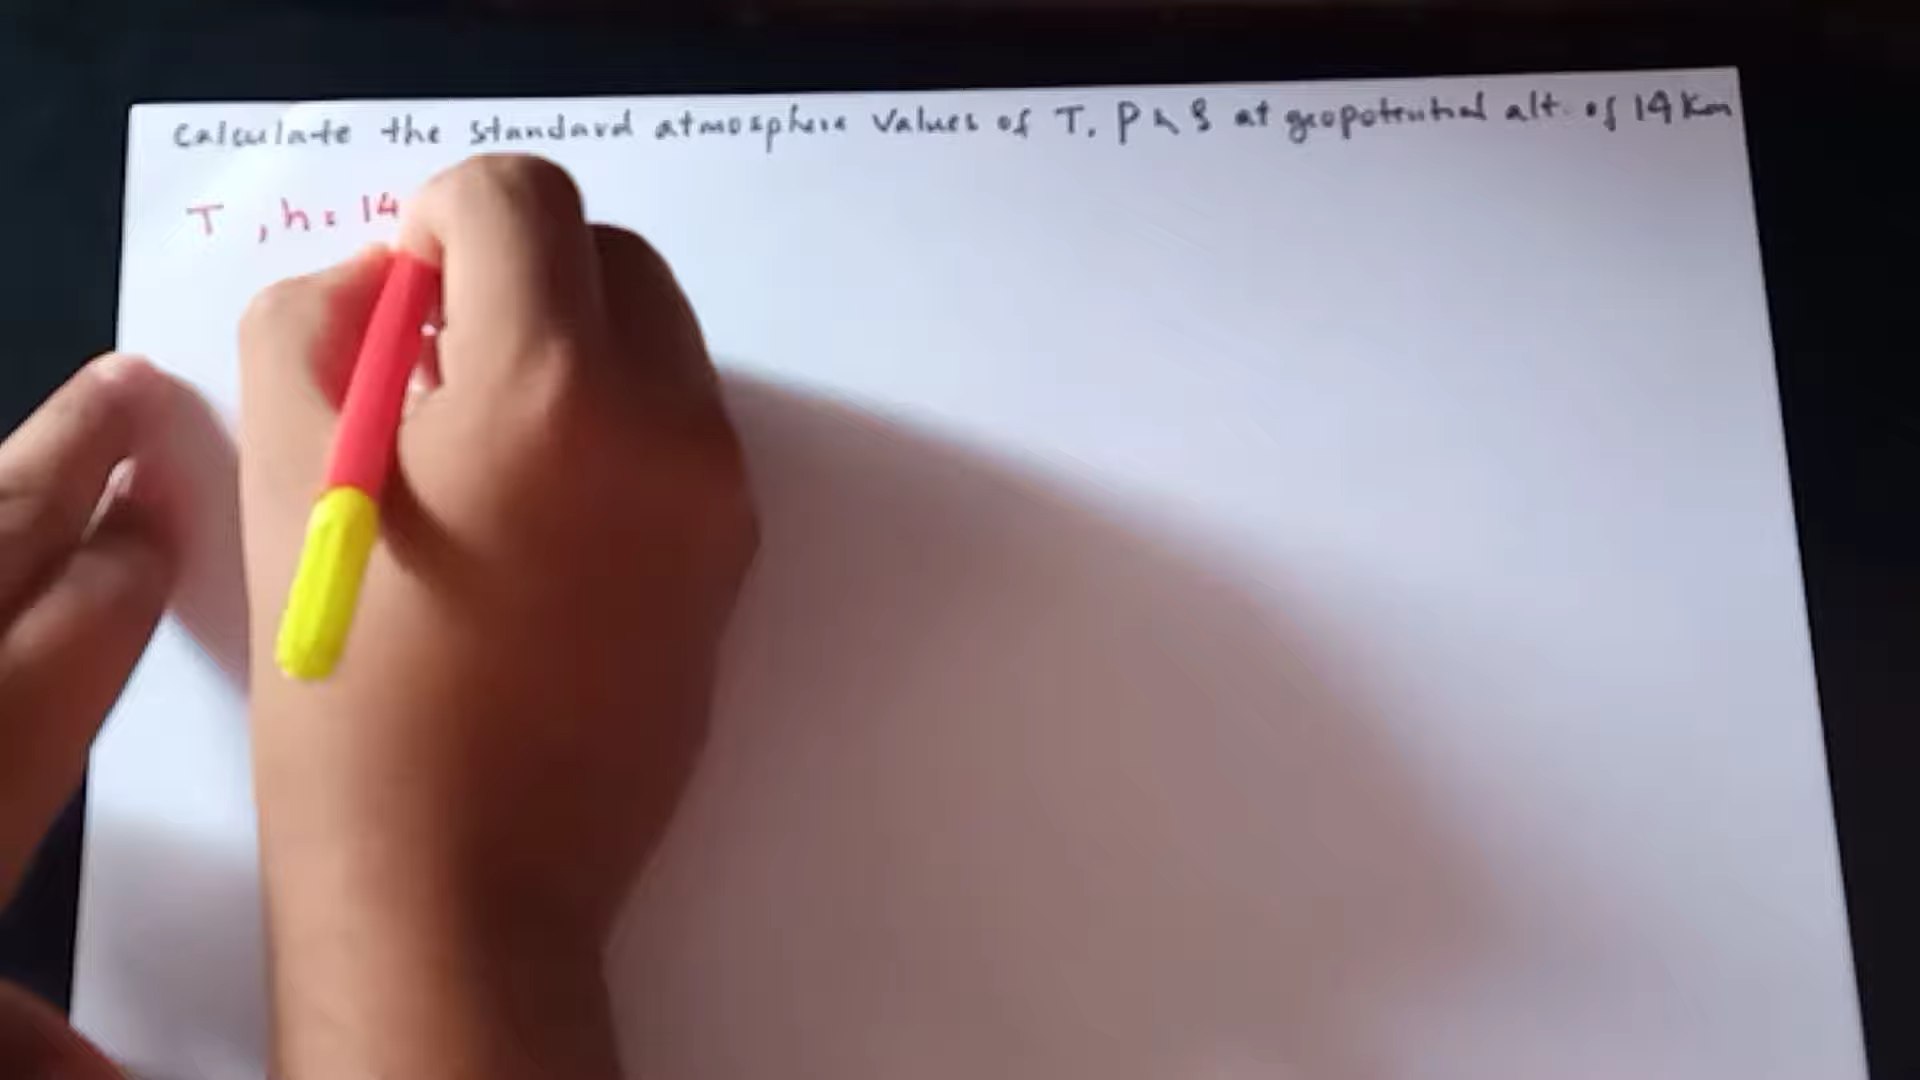 Calculate the standard atmosphere values of T, P & ρ at geopotential alt. of 14 Km
T , h = 14